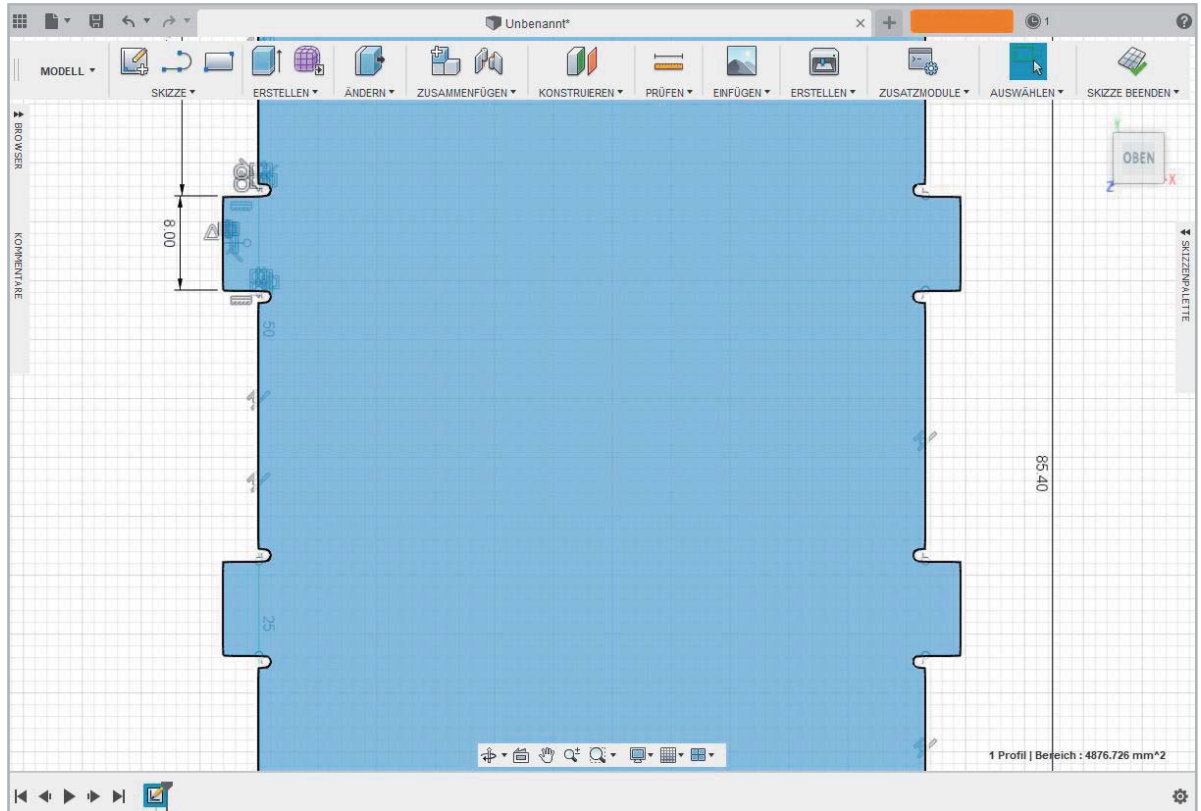 Unbenannt*
1
MODELL
SKIZZE
ERSTELLEN
ÄNDERN
ZUSAMMENFÜGEN
KONSTRUIEREN
PRÜFEN
EINFÜGEN
ERSTELLEN
ZUSATZMODULE
AUSWÄHLEN
SKIZZE BEENDEN
BROWSER
KOMMENTARE
Y
OBEN
Z
X
SKIZZENPALETTE
8.00
50
85.40
25
1 Profil | Bereich : 4876.726 mm^2